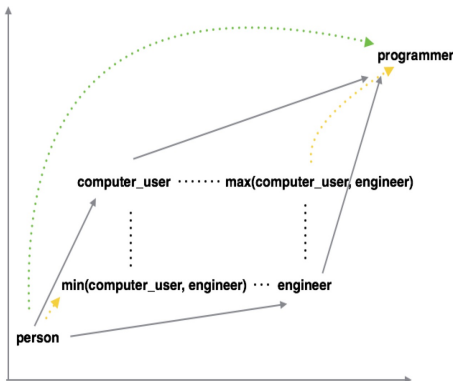 programmer
computer_user ······· max(computer_user, engineer)
min(computer_user, engineer) ··· engineer
person